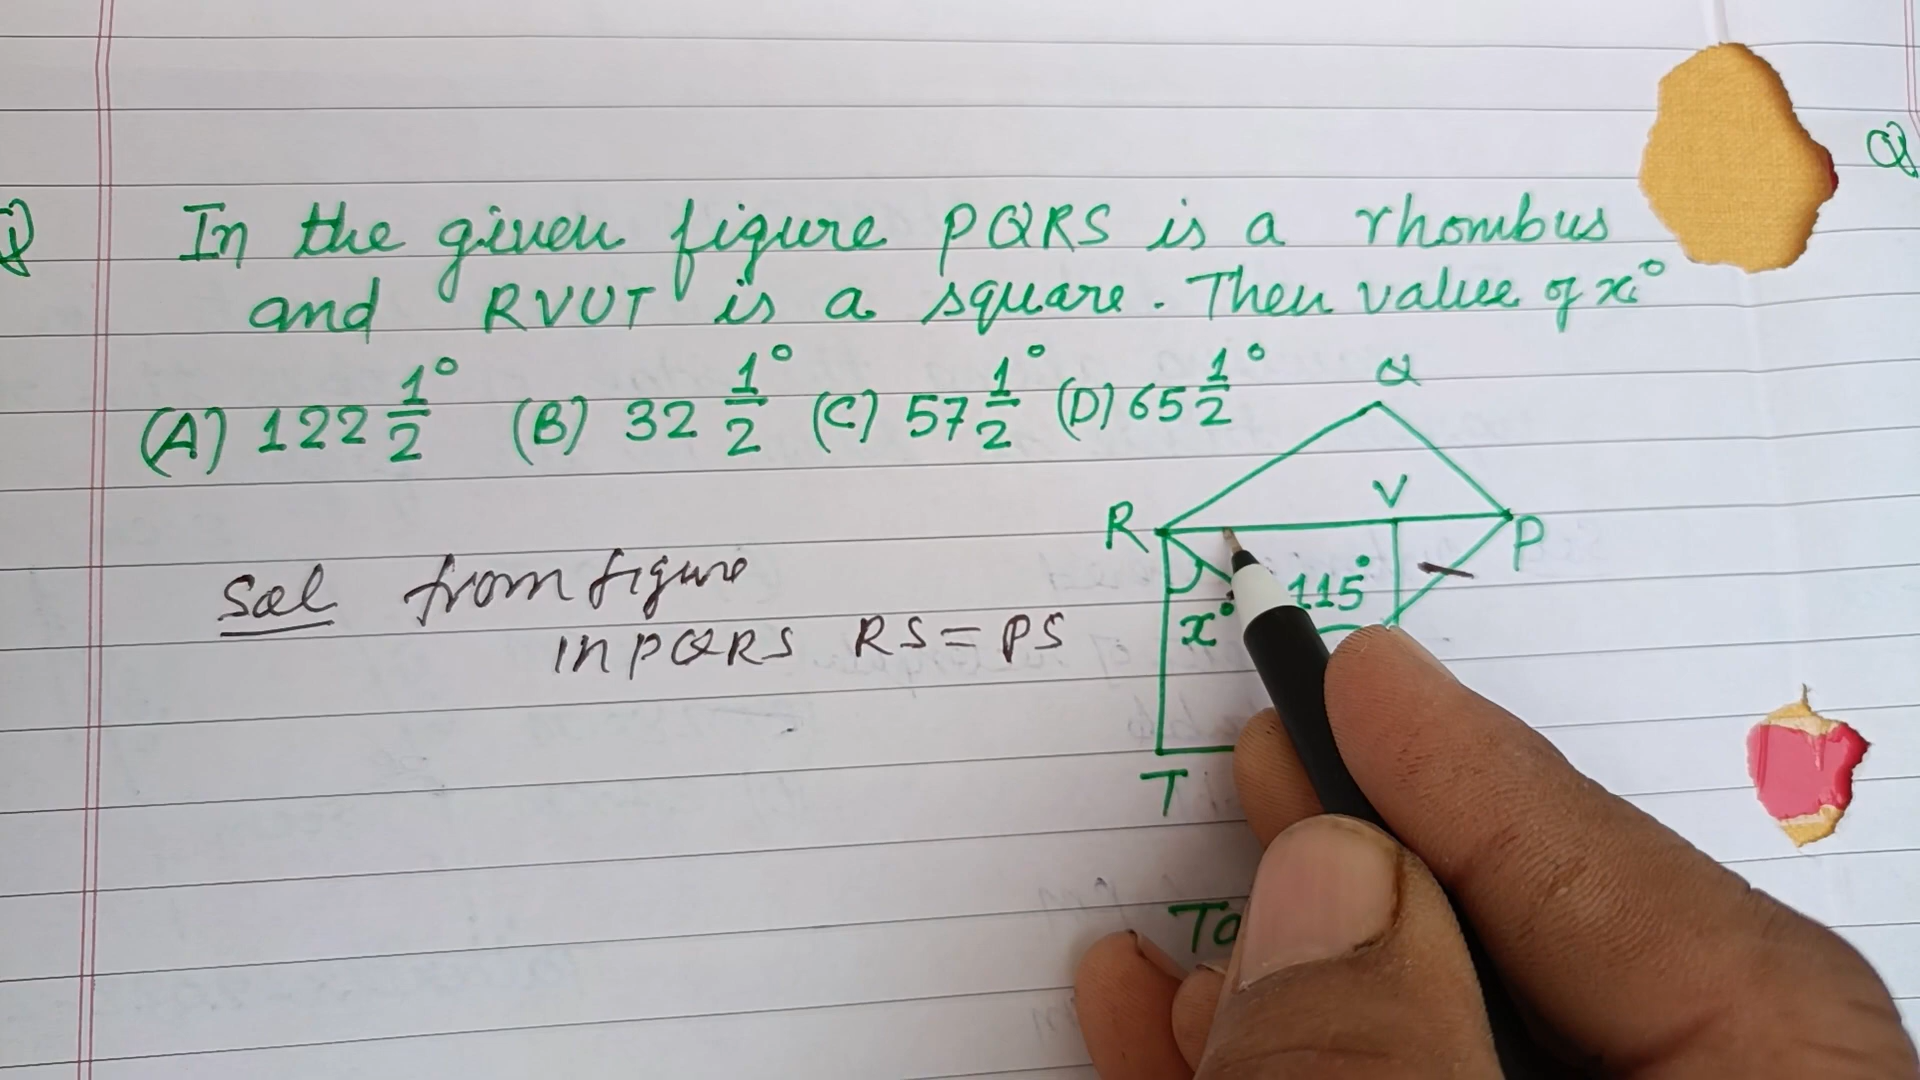 In the given figure PQRS is a rhombus
and RVUT is a square. Then value of x°
(A) 122 1/2° (B) 32 1/2° (C) 57 1/2° (D) 65 1/2°
Q
V
R
P
115°
x°
T
Sol from figure
In PQRS RS = PS
Q